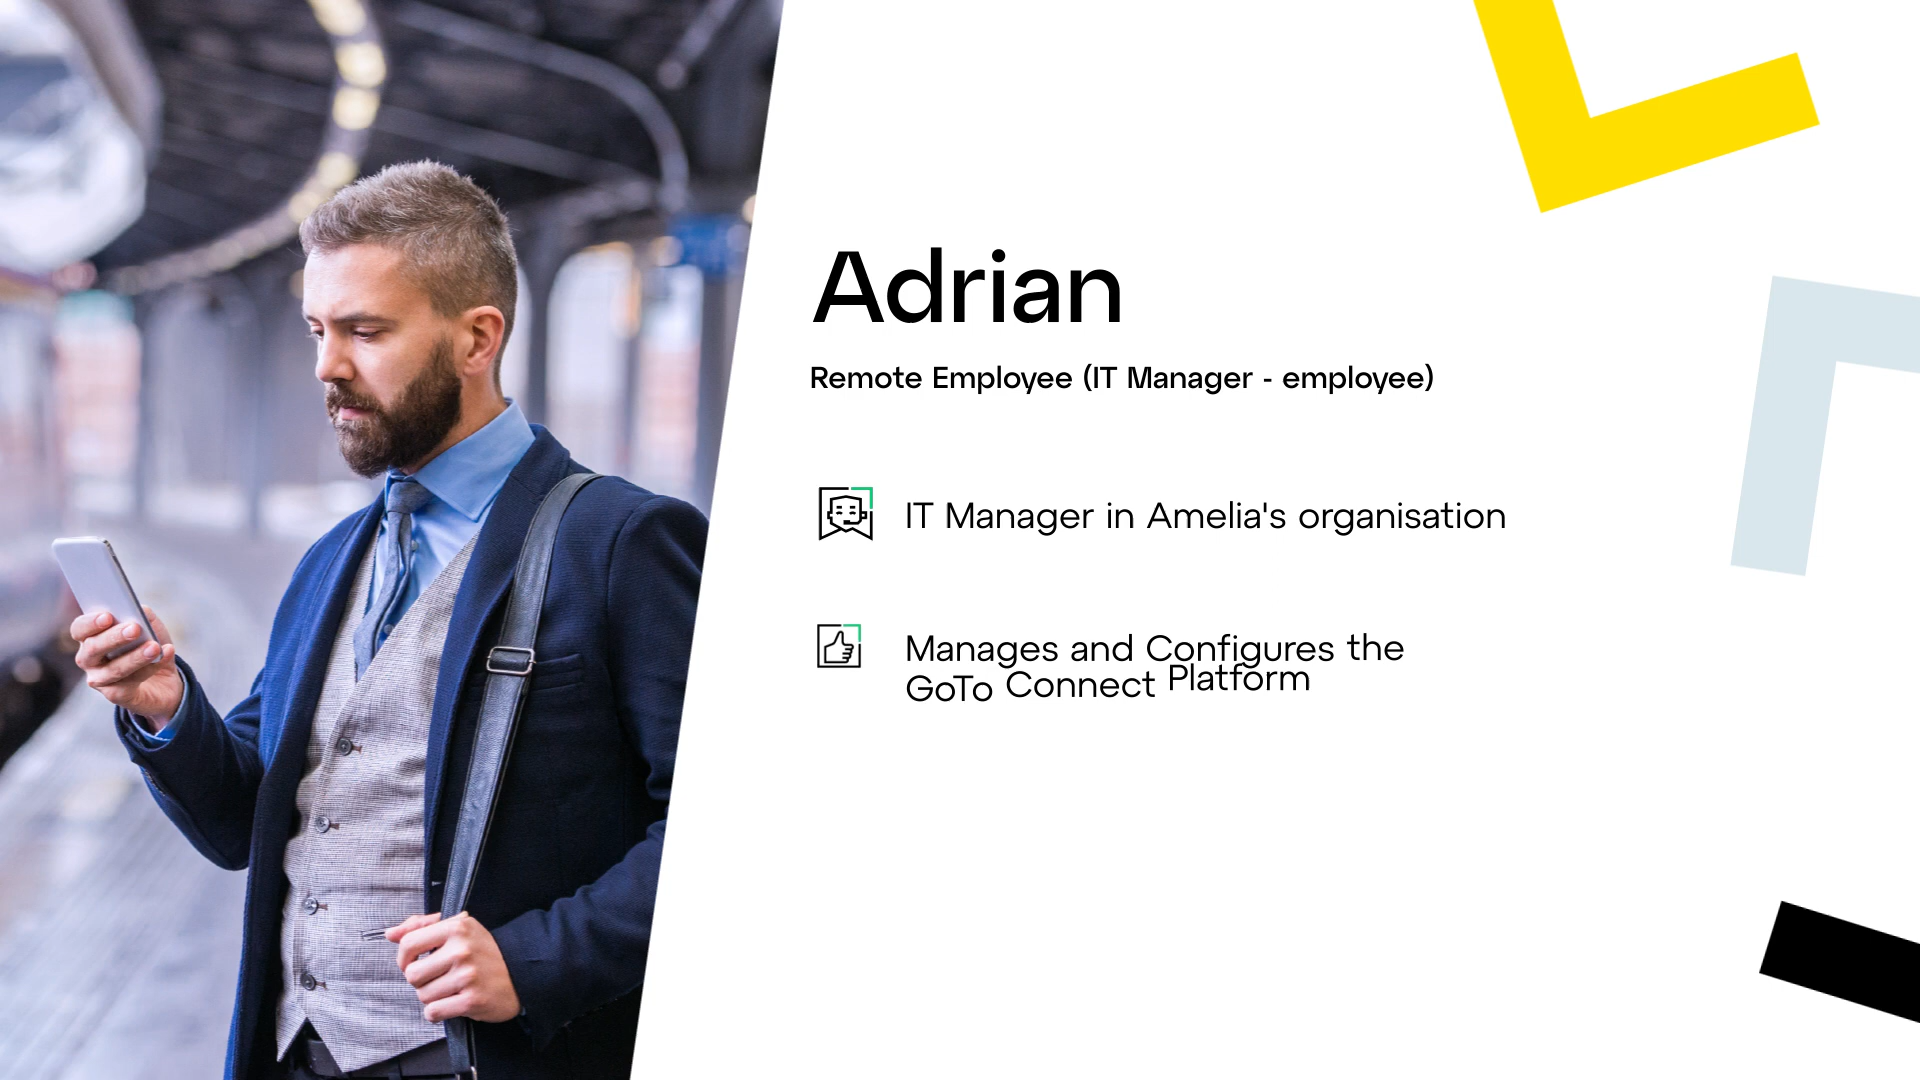 Adrian
Remote Employee (IT Manager - employee)
IT Manager in Amelia's organisation
Manages and Configures the
GoTo Connect Platform